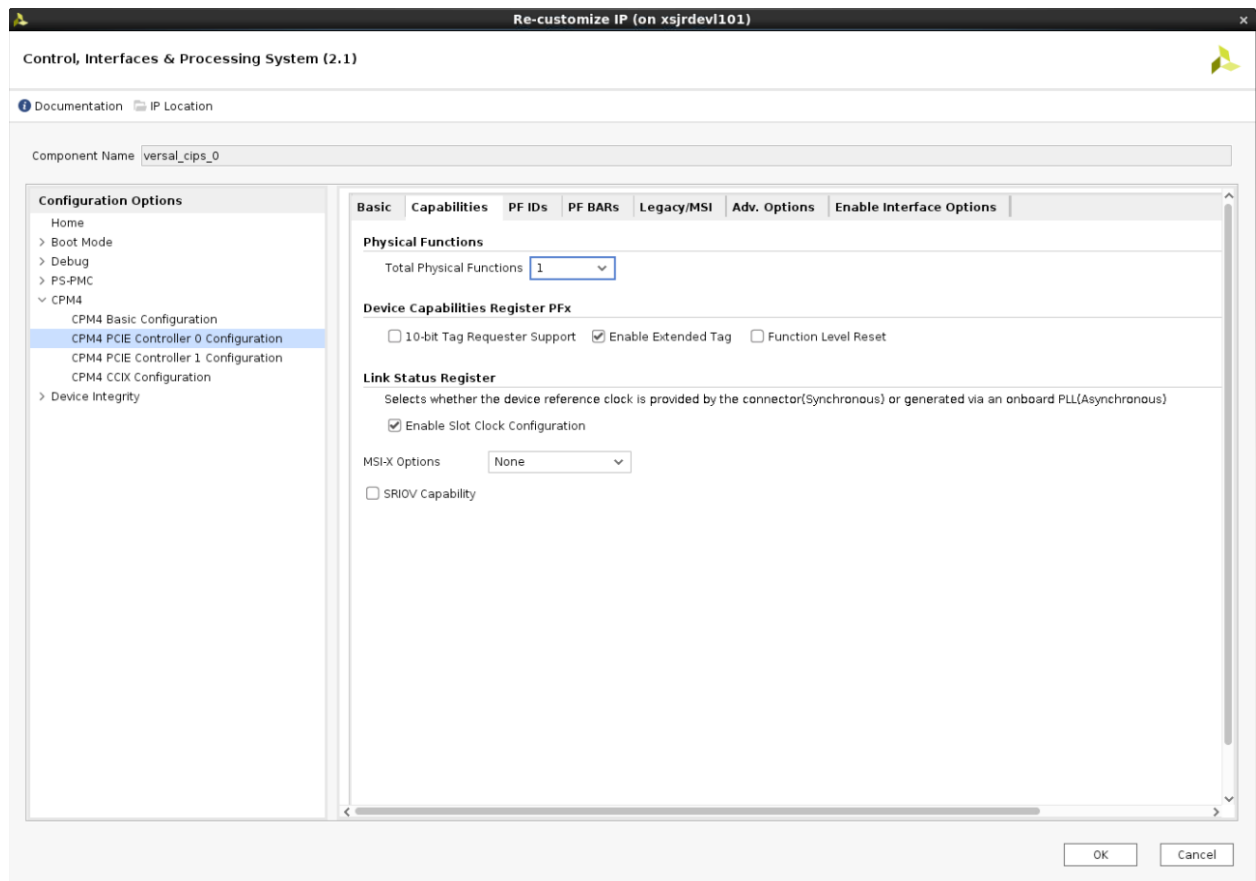 Re-customize IP (on xsjrdevl101)
Control, Interfaces & Processing System (2.1)
Documentation IP Location
Component Name versal_cips_0
Configuration Options
Home
Boot Mode
Debug
PS-PMC
CPM4
CPM4 Basic Configuration
CPM4 PCIE Controller 0 Configuration
CPM4 PCIE Controller 1 Configuration
CPM4 CCIX Configuration
Device Integrity
Basic Capabilities PF IDs PF BARs Legacy/MSI Adv. Options Enable Interface Options
Physical Functions
Total Physical Functions 1
Device Capabilities Register PFx
10-bit Tag Requester Support Enable Extended Tag Function Level Reset
Link Status Register
Selects whether the device reference clock is provided by the connector(Synchronous) or generated via an onboard PLL(Asynchronous)
Enable Slot Clock Configuration
MSI-X Options None
SRIOV Capability
OK Cancel